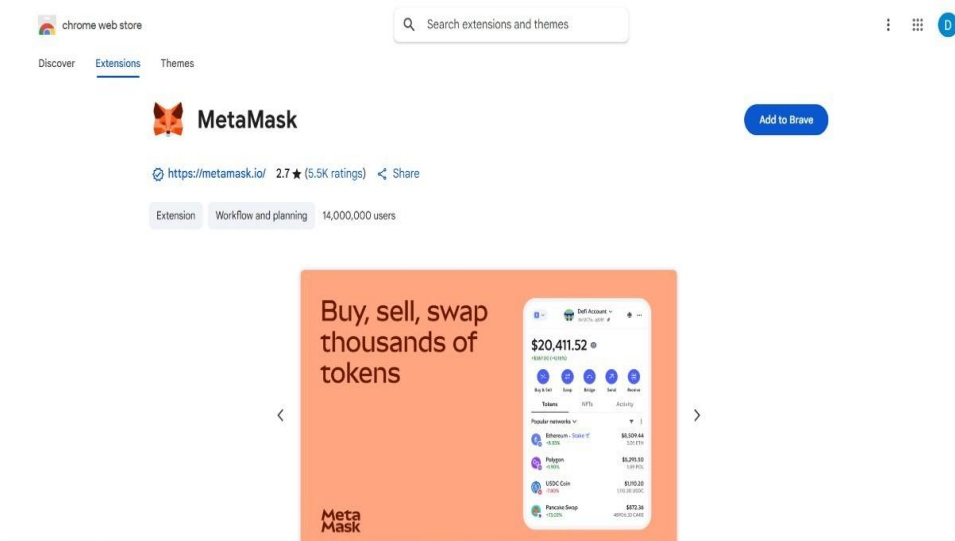 chrome web store
Search extensions and themes
D
Discover Extensions Themes
MetaMask
Add to Brave
https://metamask.io/ 2.7 ★ (5.5K ratings) Share
Extension Workflow and planning 14,000,000 users
Buy, sell, swap
thousands of
tokens
Meta
Mask
DeFi Account
$20,411.52
Buy & Sell Swap Bridge Send Receive
Tokens NFTs Activity
Popular networks
Ethereum • Stake $8,509.44
Polygon
USDC Coin $1,110.20
-7.80%
Pancake Swap $872.36